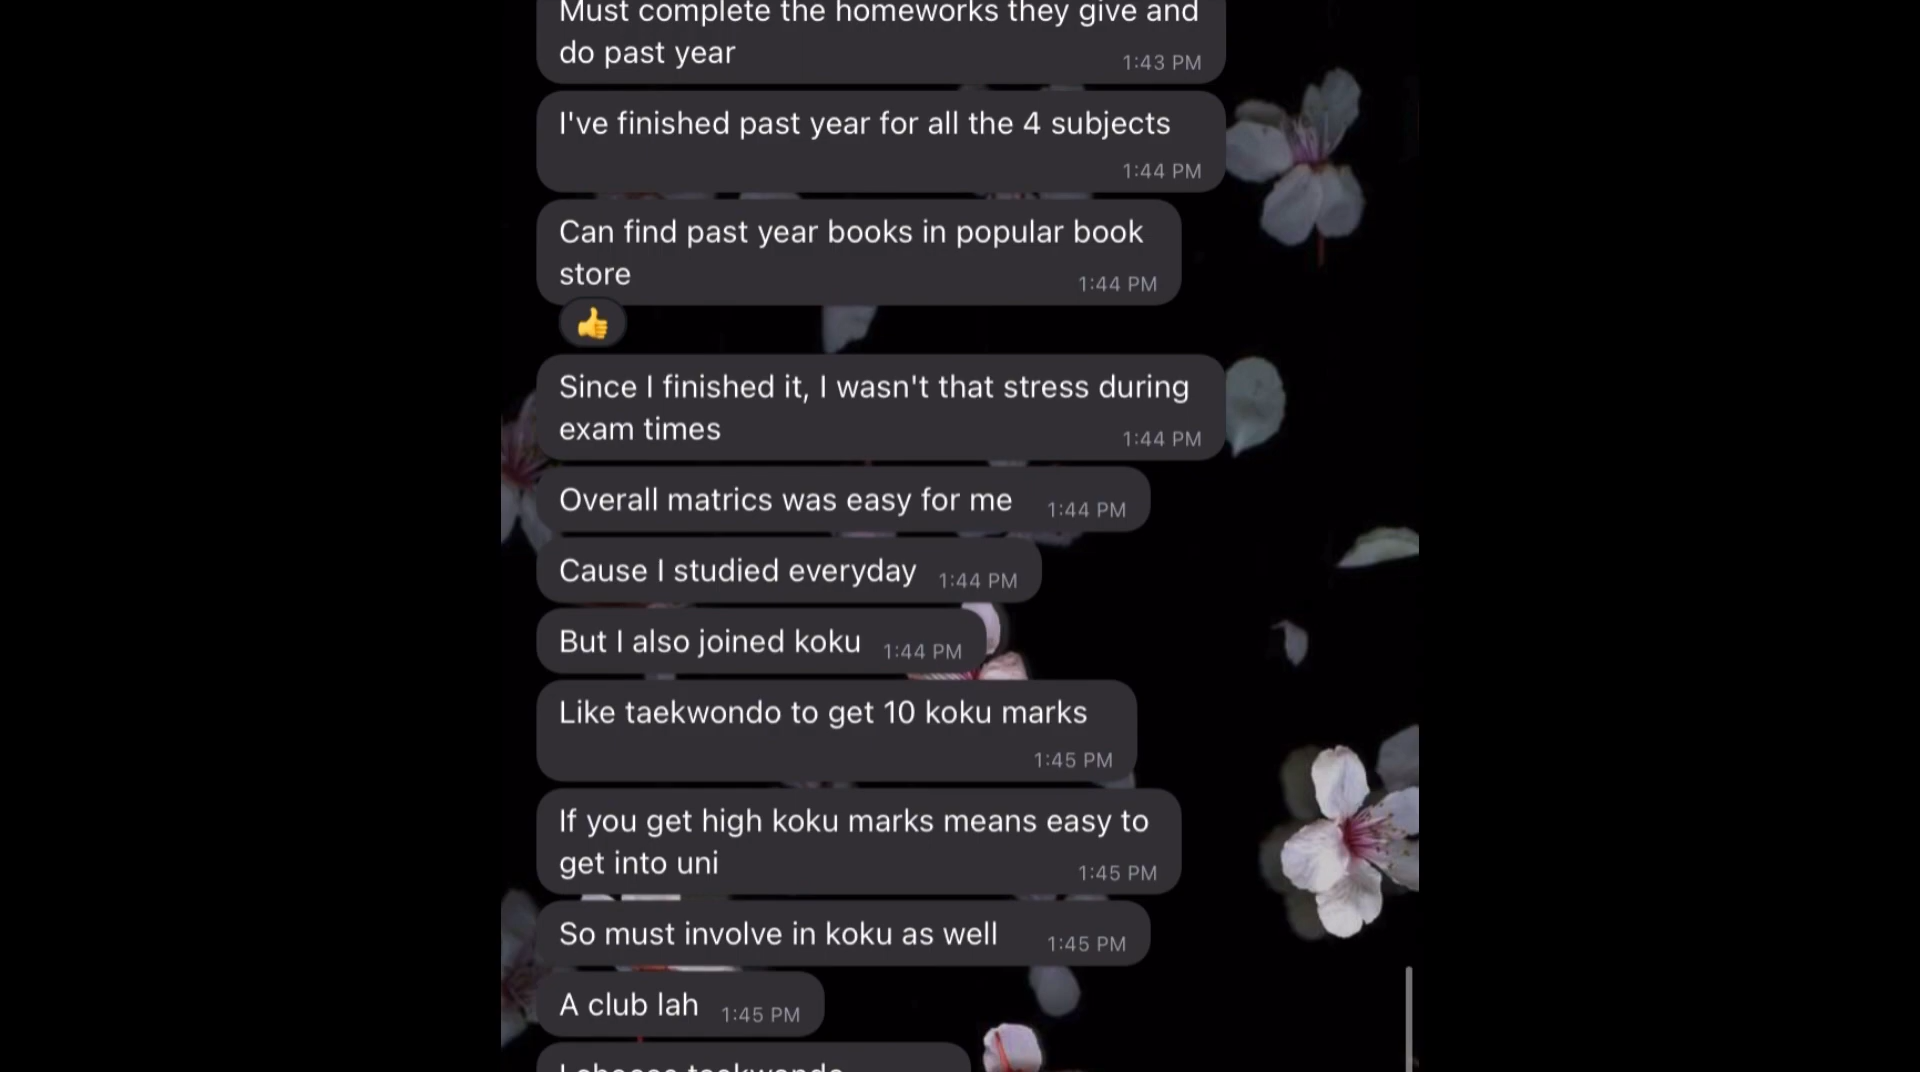 Must complete the homeworks they give and
do past year
1:43 PM
I've finished past year for all the 4 subjects
1:44 PM
Can find past year books in popular book
store
1:44 PM
Since I finished it, I wasn't that stress during
exam times
1:44 PM
Overall matrics was easy for me 1:44 PM
Cause I studied everyday 1:44 PM
But I also joined koku 1:44 PM
Like taekwondo to get 10 koku marks
1:45 PM
If you get high koku marks means easy to
get into uni
1:45 PM
So must involve in koku as well 1:45 PM
A club lah 1:45 PM
I choose taekwondo